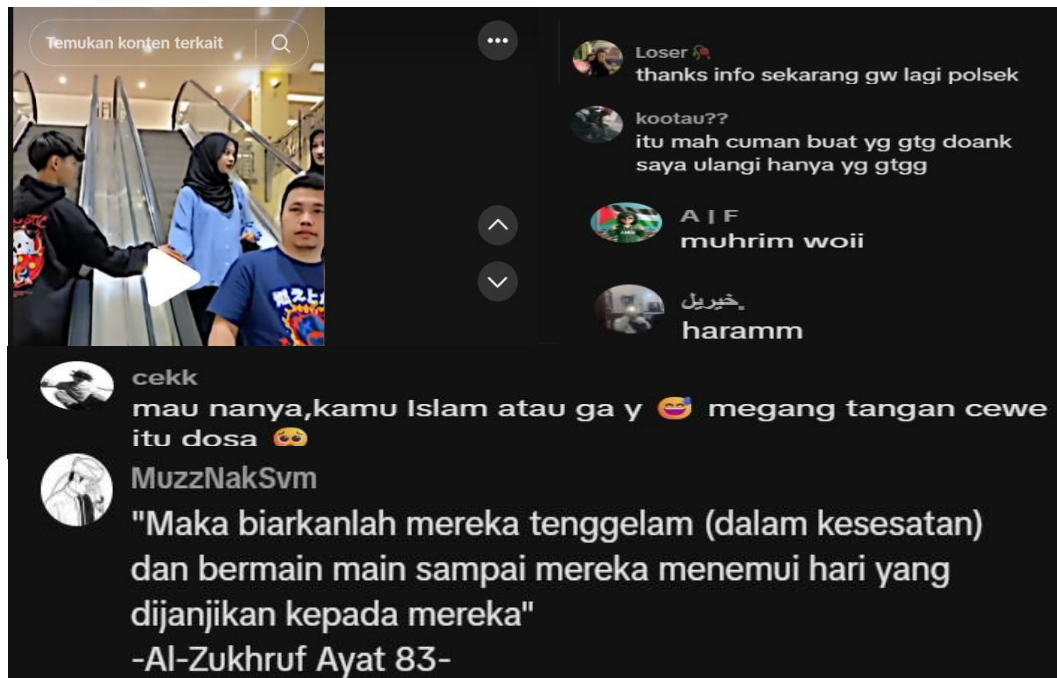 Temukan konten terkait
Loser🥀
thanks info sekarang gw lagi polsek
kootau??
itu mah cuman buat yg gtg doank
saya ulangi hanya yg gtgg
A | F
muhrim woii
خيريل.
haramm
cekk
mau nanya,kamu Islam atau ga y 😅 megang tangan cewe
itu dosa 🥺
MuzzNakSvm
"Maka biarkanlah mereka tenggelam (dalam kesesatan)
dan bermain main sampai mereka menemui hari yang
dijanjikan kepada mereka"
-Al-Zukhruf Ayat 83-